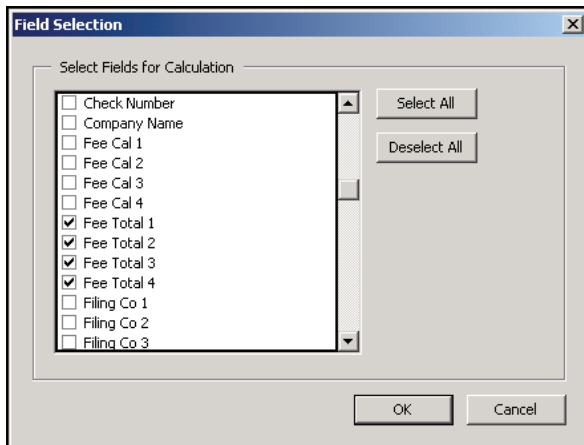 Field Selection
Select Fields for Calculation
Check Number
Company Name
Fee Cal 1
Fee Cal 2
Fee Cal 3
Fee Cal 4
Fee Total 1
Fee Total 2
Fee Total 3
Fee Total 4
Filing Co 1
Filing Co 2
Filing Co 3
Select All
Deselect All
OK
Cancel